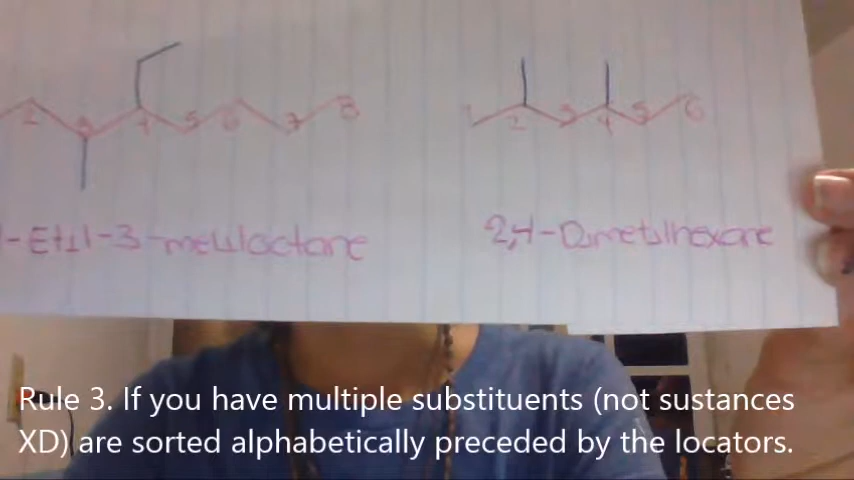 2 3 4 5 6 7 8
1 2 3 4 5 6
-Etil-3-metiloctane
2,4-Dimetilhexane
Rule 3. If you have multiple substituents (not sustances
XD) are sorted alphabetically preceded by the locators.